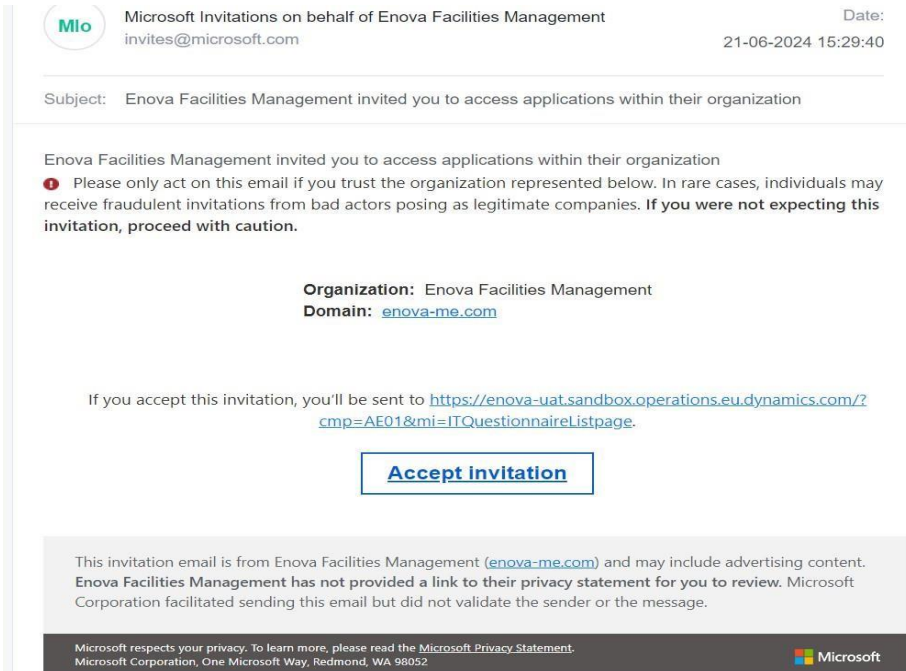 MIo
Microsoft Invitations on behalf of Enova Facilities Management
invites@microsoft.com
Date:
21-06-2024 15:29:40
Subject: Enova Facilities Management invited you to access applications within their organization
Enova Facilities Management invited you to access applications within their organization
Please only act on this email if you trust the organization represented below. In rare cases, individuals may
receive fraudulent invitations from bad actors posing as legitimate companies. If you were not expecting this
invitation, proceed with caution.
Organization: Enova Facilities Management
Domain: enova-me.com
If you accept this invitation, you'll be sent to https://enova-uat.sandbox.operations.eu.dynamics.com/?
cmp=AE01&mi=ITQuestionnaireListpage.
Accept invitation
This invitation email is from Enova Facilities Management (enova-me.com) and may include advertising content.
Enova Facilities Management has not provided a link to their privacy statement for you to review. Microsoft
Corporation facilitated sending this email but did not validate the sender or the message.
Microsoft respects your privacy. To learn more, please read the Microsoft Privacy Statement.
Microsoft Corporation, One Microsoft Way, Redmond, WA 98052
Microsoft